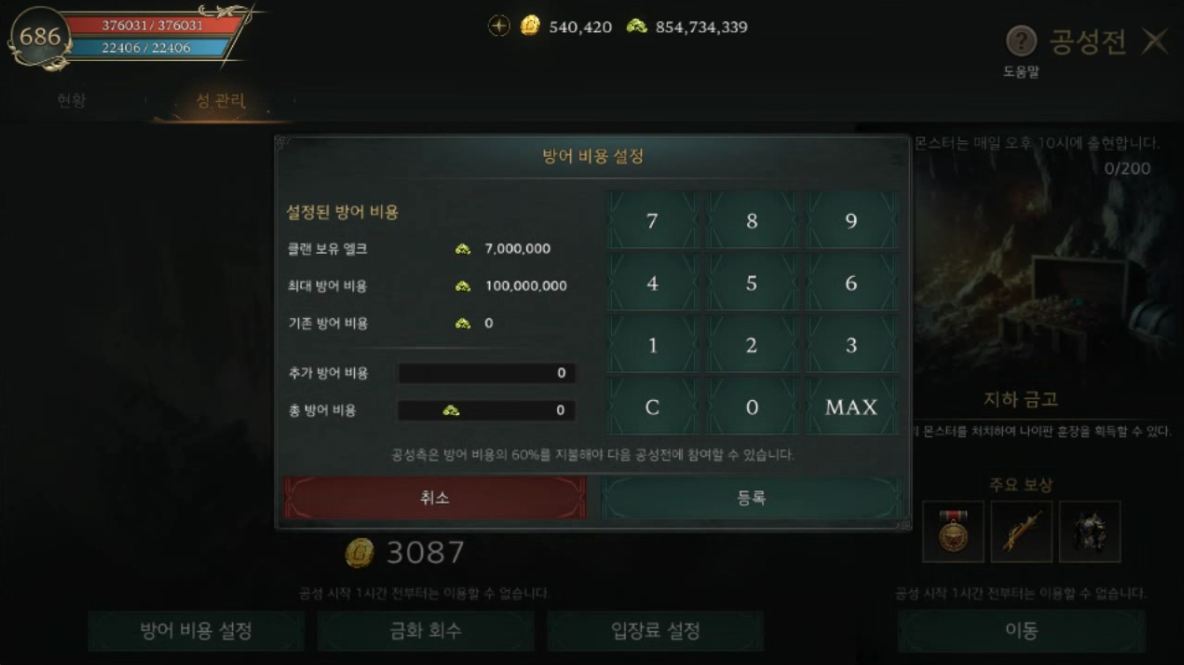 686
376031/376031
22406/22406
540,420
854,734,339
도움말
공성전
현황
성 관리
몬스터는 매일 오후 10시에 출현합니다.
0/200
방어 비용 설정
설정된 방어 비용
클랜 보유 엘크 7,000,000
최대 방어 비용 100,000,000
기존 방어 비용 0
추가 방어 비용 0
총 방어 비용 0
7 8 9
4 5 6
1 2 3
C 0 MAX
공성측은 방어 비용의 60%를 지불해야 다음 공성전에 참여할 수 있습니다.
취소
등록
지하 금고
몬스터를 처치하여 나이판 훈장을 획득할 수 있다.
주요 보상
3087
공성 시작 1시간 전부터는 이용할 수 없습니다.
공성 시작 1시간 전부터는 이용할 수 없습니다.
방어 비용 설정
금화 회수
입장료 설정
이동